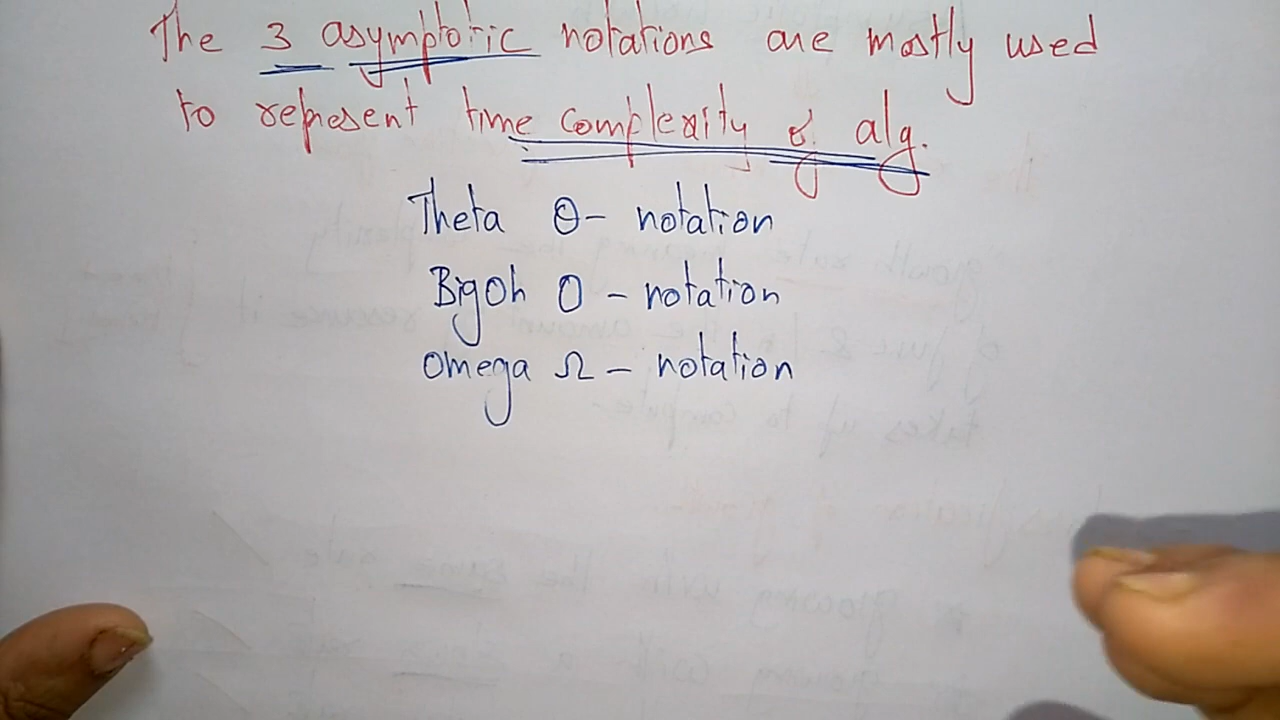 The 3 asymptotic notations are mostly used
to represent time complexity of alg.
Theta Θ- notation
BigOh O - notation
Omega Ω - notation